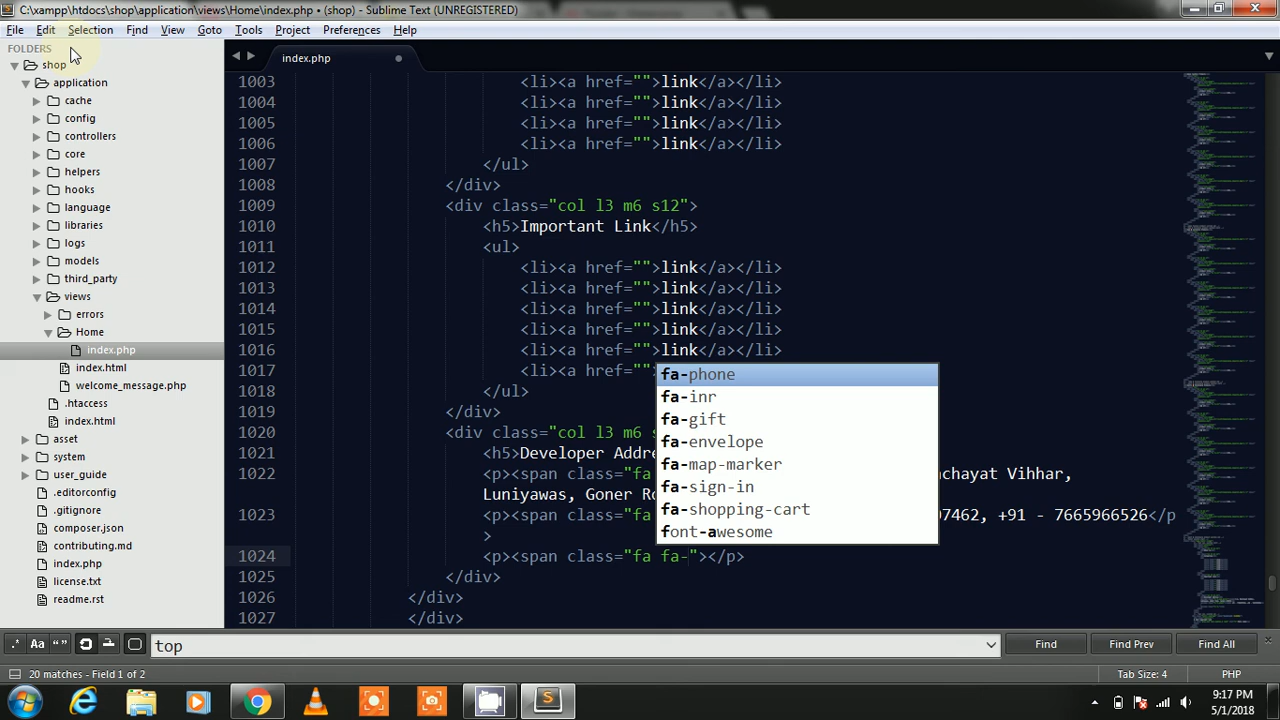 C:\xampp\htdocs\shop\application\views\Home\index.php • (shop) - Sublime Text (UNREGISTERED)
File Edit Selection Find View Goto Tools Project Preferences Help
FOLDERS
shop
application
cache
config
controllers
core
helpers
hooks
language
libraries
logs
models
third_party
views
errors
Home
index.php
index.html
welcome_message.php
.htaccess
index.html
asset
system
user_guide
.editorconfig
.gitignore
composer.json
contributing.md
index.php
license.txt
readme.rst
index.php
1003 <li><a href="">link</a></li>
1004 <li><a href="">link</a></li>
1005 <li><a href="">link</a></li>
1006 <li><a href="">link</a></li>
1007 </ul>
1008 </div>
1009 <div class="col l3 m6 s12">
1010 <h5>Important Link</h5>
1011 <ul>
1012 <li><a href="">link</a></li>
1013 <li><a href="">link</a></li>
1014 <li><a href="">link</a></li>
1015 <li><a href="">link</a></li>
1016 <li><a href="">link</a></li>
1017 <li><a href="">
1018 </ul>
1019 </div>
1020 <div class="col l3 m6
1021 <h5>Developer Addre
1022 <p><span class="fa chayat Vihhar,
Luniyawas, Goner Ro
1023 <p><span class="fa 07462, +91 - 7665966526</p
>
1024 <p><span class="fa fa-"></p>
1025 </div>
1026 </div>
1027 </div>
fa-phone
fa-inr
fa-gift
fa-envelope
fa-map-marker
fa-sign-in
fa-shopping-cart
font-awesome
.* Aa “ ” top Find Find Prev Find All
20 matches - Field 1 of 2 Tab Size: 4 PHP
9:17 PM
5/1/2018